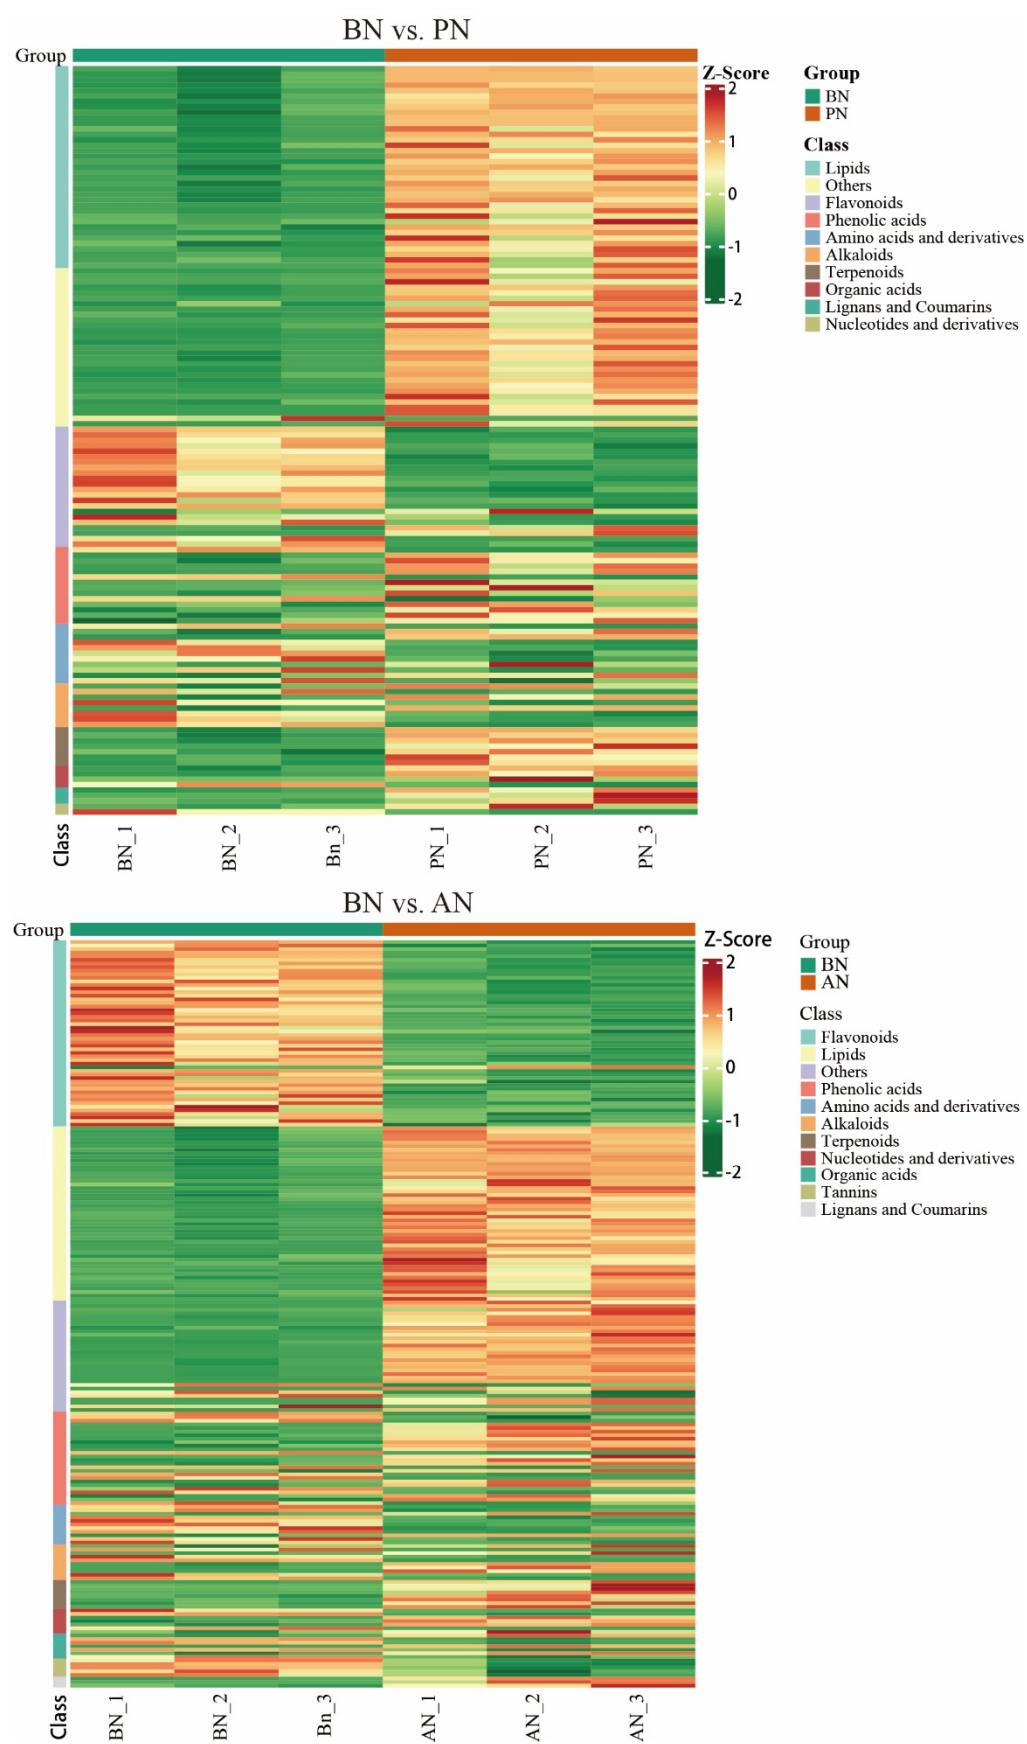 BN vs. PN
Group
Z-Score
2
1
0
-1
-2
Group
BN
PN
Class
Lipids
Others
Flavonoids
Phenolic acids
Amino acids and derivatives
Alkaloids
Terpenoids
Organic acids
Lignans and Coumarins
Nucleotides and derivatives
Class
BN_1
BN_2
Bn_3
PN_1
PN_2
PN_3
BN vs. AN
Group
Z-Score
2
1
0
-1
-2
Group
BN
AN
Class
Flavonoids
Lipids
Others
Phenolic acids
Amino acids and derivatives
Alkaloids
Terpenoids
Nucleotides and derivatives
Organic acids
Tannins
Lignans and Coumarins
Class
BN_1
BN_2
Bn_3
AN_1
AN_2
AN_3